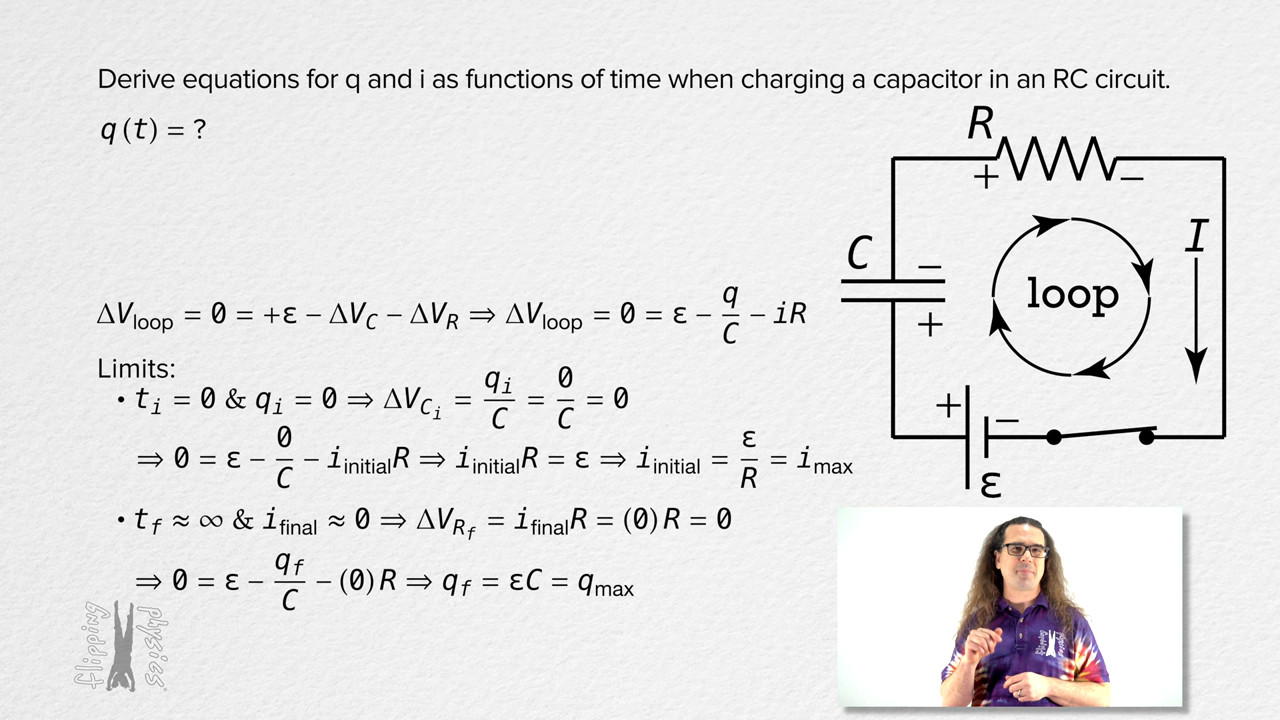 Derive equations for q and i as functions of time when charging a capacitor in an RC circuit.
q (t) = ?
R
+ −
C
−
+
loop
I
ΔV_loop = 0 = +ε − ΔV_C − ΔV_R ⇒ ΔV_loop = 0 = ε − q/C − iR
Limits:
• t_i = 0 & q_i = 0 ⇒ ΔV_C_i = q_i/C = 0/C = 0
⇒ 0 = ε − 0/C − i_initial R ⇒ i_initial R = ε ⇒ i_initial = ε/R = i_max
+ −
ε
• t_f ≈ ∞ & i_final ≈ 0 ⇒ ΔV_R_f = i_final R = (0) R = 0
⇒ 0 = ε − q_f/C − (0) R ⇒ q_f = εC = q_max
flipping physics